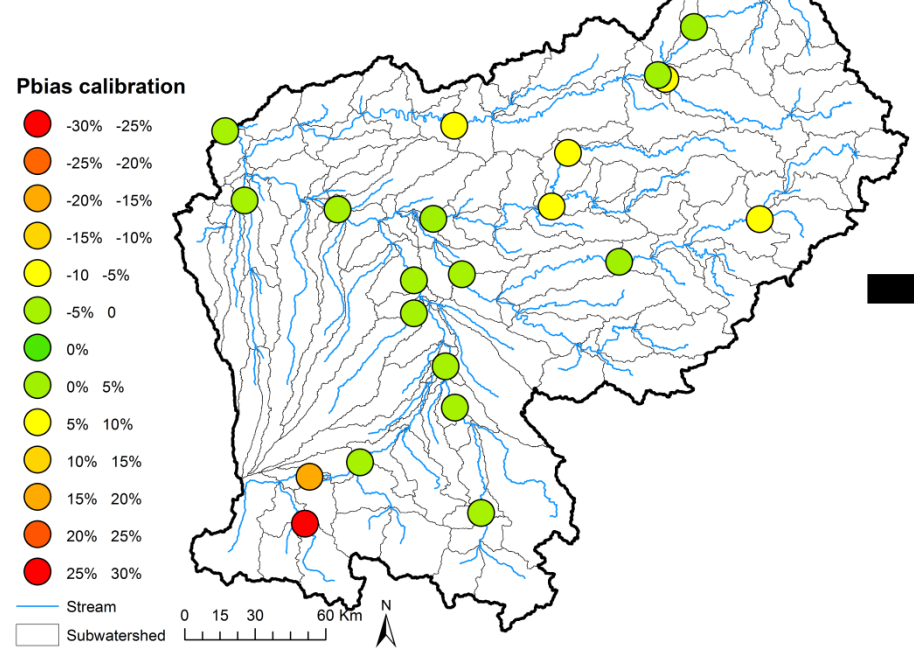 Pbias calibration
-30% -25%
-25% -20%
-20% -15%
-15% -10%
-10 -5%
-5% 0
0%
0% 5%
5% 10%
10% 15%
15% 20%
20% 25%
25% 30%
Stream
Subwatershed
0 15 30 60 Km
N